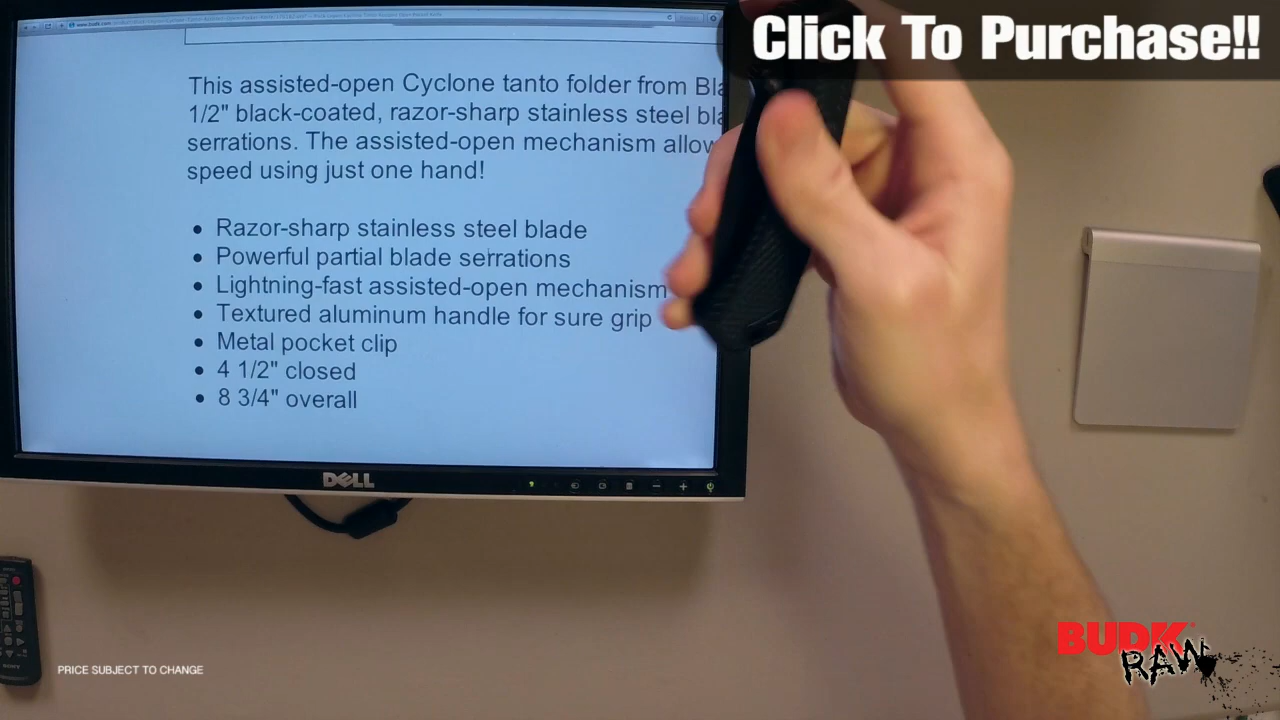 Click To Purchase!!
This assisted-open Cyclone tanto folder from
1/2" black-coated, razor-sharp stainless steel
serrations. The assisted-open mechanism
speed using just one hand!
• Razor-sharp stainless steel blade
• Powerful partial blade serrations
• Lightning-fast assisted-open mechanism
• Textured aluminum handle for sure grip
• Metal pocket clip
• 4 1/2" closed
• 8 3/4" overall
DELL
SONY
PRICE SUBJECT TO CHANGE
BUDK
RAW